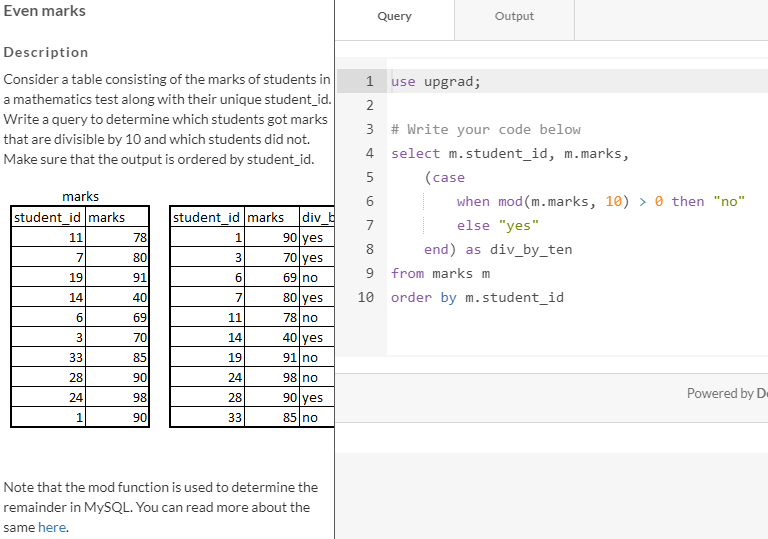 Even marks
Description
Consider a table consisting of the marks of students in
a mathematics test along with their unique student_id.
Write a query to determine which students got marks
that are divisible by 10 and which students did not.
Make sure that the output is ordered by student_id.
marks
student_id marks
11 78
7 80
19 91
14 40
6 69
3 70
33 85
28 90
24 98
1 90
student_id marks div_b
1 90 yes
3 70 yes
6 69 no
7 80 yes
11 78 no
14 40 yes
19 91 no
24 98 no
28 90 yes
33 85 no
Note that the mod function is used to determine the
remainder in MySQL. You can read more about the
same here.
Query Output
1 use upgrad;
2
3 # Write your code below
4 select m.student_id, m.marks,
5 (case
6 when mod(m.marks, 10) > 0 then "no"
7 else "yes"
8 end) as div_by_ten
9 from marks m
10 order by m.student_id
Powered by